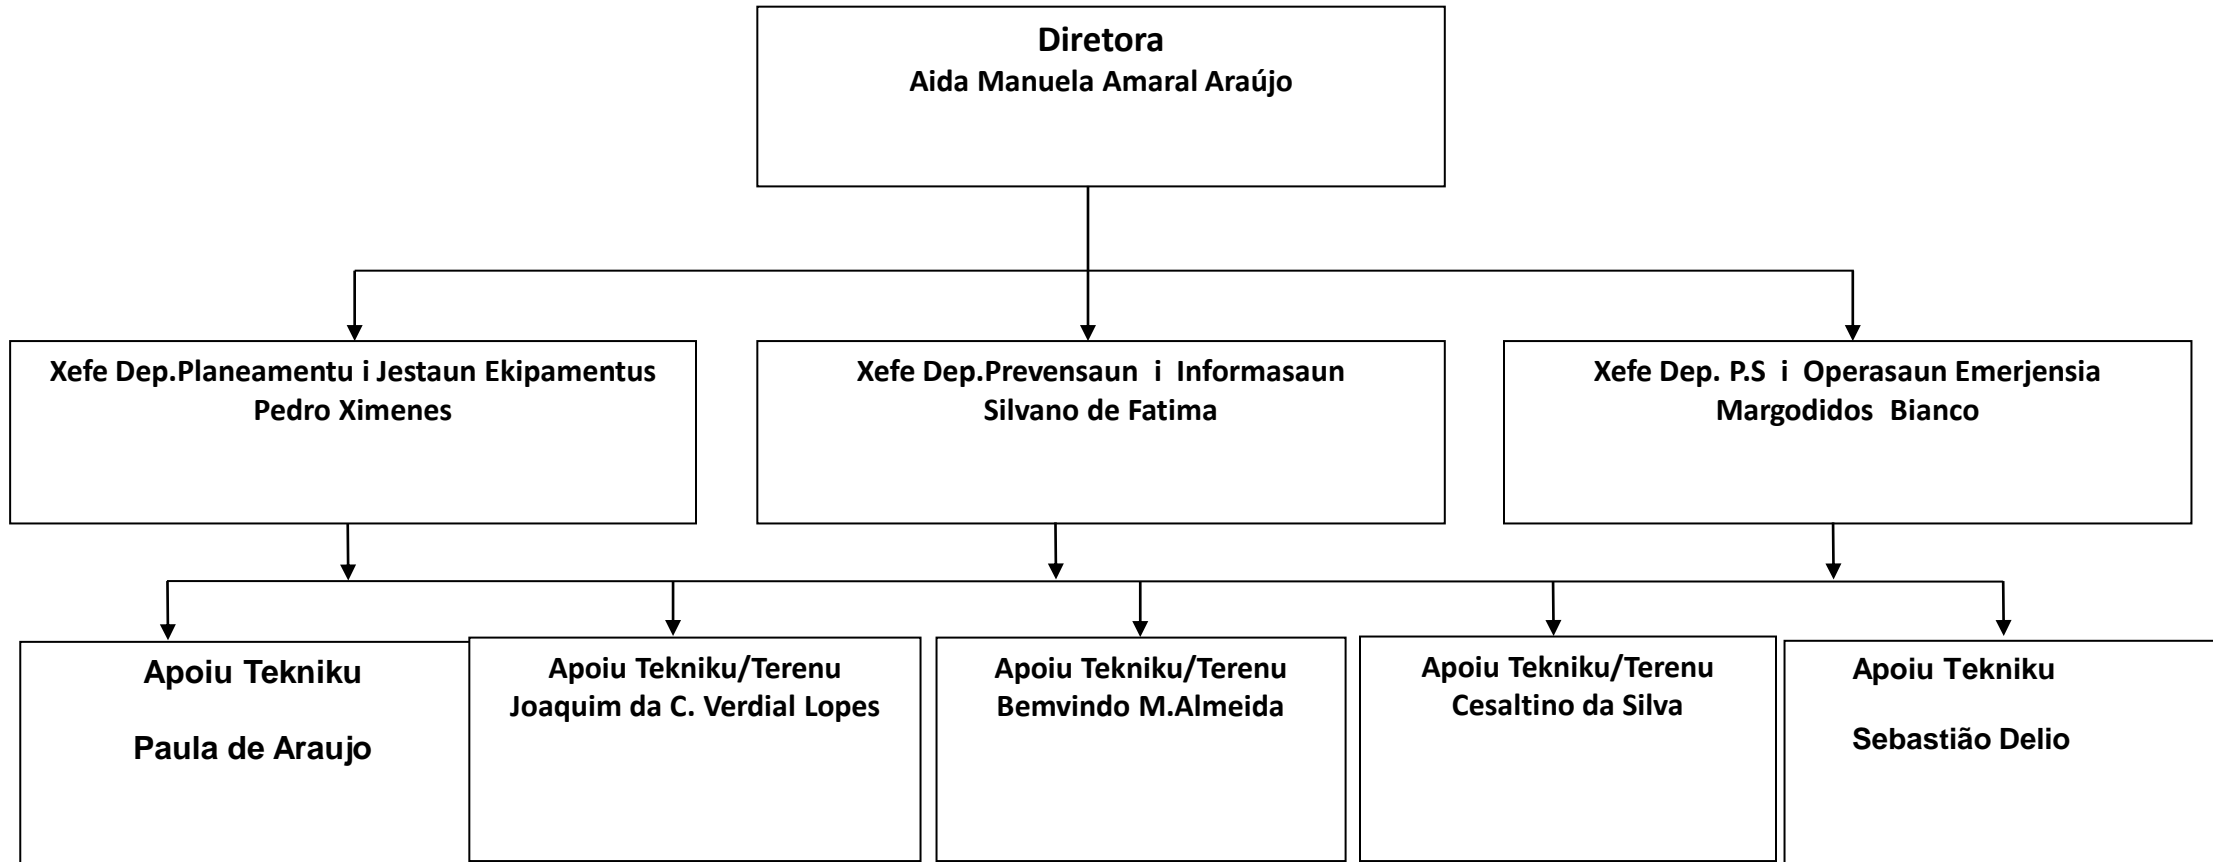 Diretora
Aida Manuela Amaral Araújo
Xefe Dep.Planeamentu i Jestaun Ekipamentus
Pedro Ximenes
Xefe Dep.Prevensaun i Informasaun
Silvano de Fatima
Xefe Dep. P.S i Operasaun Emerjensia
Margodidos Bianco
Apoiu Tekniku
Paula de Araujo
Apoiu Tekniku/Terenu
Joaquim da C. Verdial Lopes
Apoiu Tekniku/Terenu
Bemvindo M.Almeida
Apoiu Tekniku/Terenu
Cesaltino da Silva
Apoiu Tekniku
Sebastião Delio